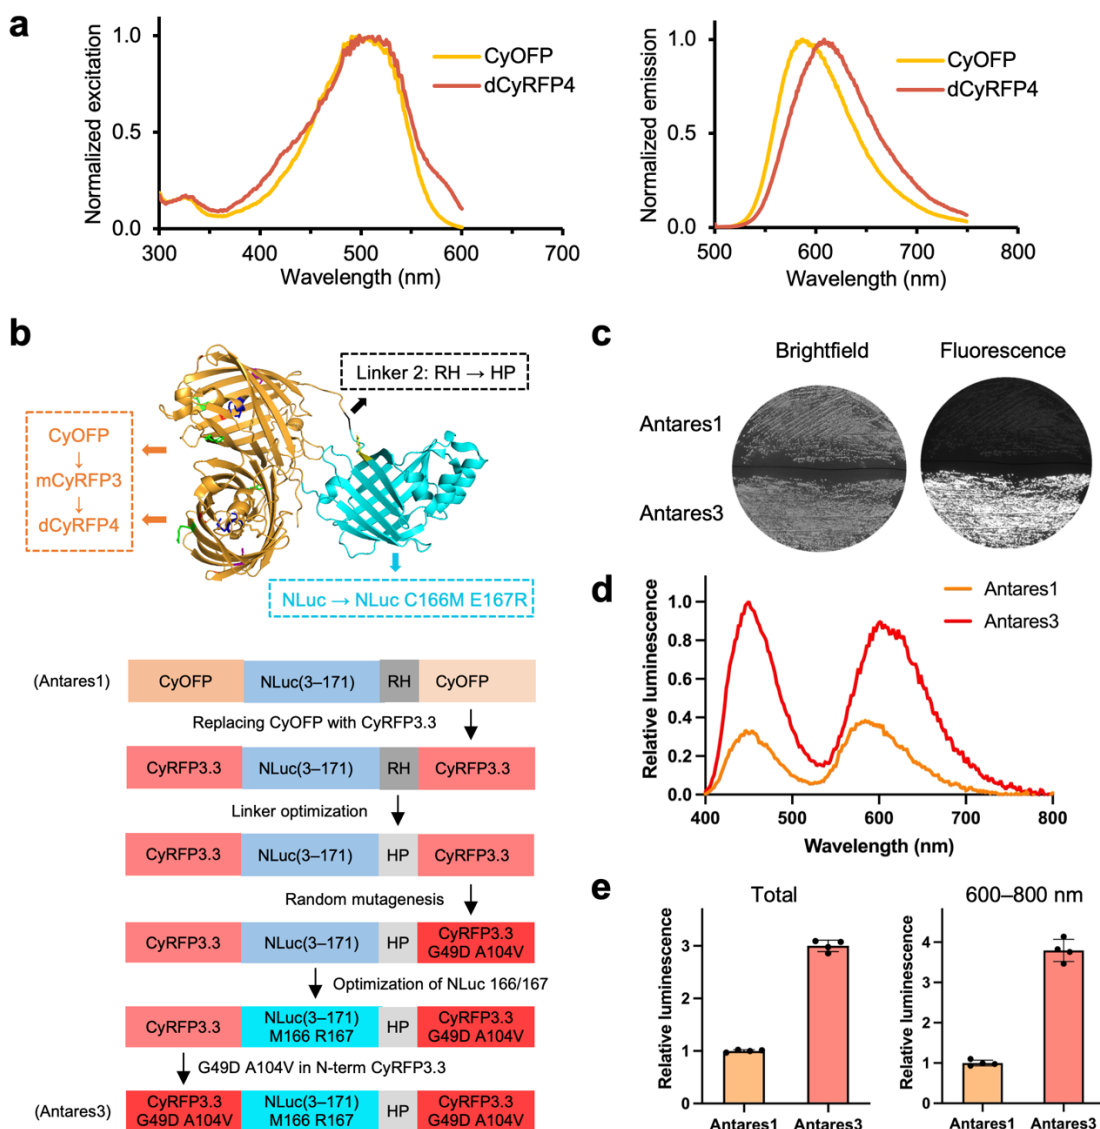 a
Normalized excitation
1.0
0.5
0.0
300
400
500
600
700
Wavelength (nm)
CyOFP
dCyRFP4
Normalized emission
1.0
0.5
0.0
500
600
700
800
Wavelength (nm)
CyOFP
dCyRFP4
b
Linker 2: RH → HP
CyOFP
↓
mCyRFP3
↓
dCyRFP4
NLuc → NLuc C166M E167R
(Antares1)
CyOFP
NLuc(3–171)
RH
CyOFP
Replacing CyOFP with CyRFP3.3
CyRFP3.3
NLuc(3–171)
RH
CyRFP3.3
Linker optimization
CyRFP3.3
NLuc(3–171)
HP
CyRFP3.3
Random mutagenesis
CyRFP3.3
NLuc(3–171)
HP
CyRFP3.3
G49D A104V
Optimization of NLuc 166/167
CyRFP3.3
NLuc(3–171)
M166 R167
HP
CyRFP3.3
G49D A104V
G49D A104V in N-term CyRFP3.3
(Antares3)
CyRFP3.3
G49D A104V
NLuc(3–171)
M166 R167
HP
CyRFP3.3
G49D A104V
c
Brightfield
Fluorescence
Antares1
Antares3
d
Relative luminescence
1.0
0.8
0.6
0.4
0.2
0.0
400
500
600
700
800
Wavelength (nm)
Antares1
Antares3
e
Total
Relative luminescence
3
2
1
0
Antares1
Antares3
600–800 nm
Relative luminescence
4
3
2
1
0
Antares1
Antares3